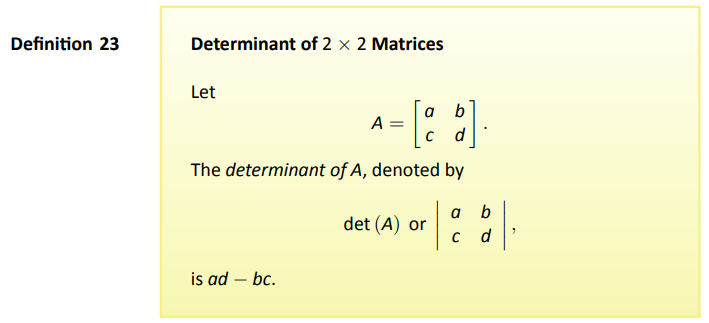 Definition 23
Determinant of 2 × 2 Matrices
Let
A = [ a b
c d ] .
The determinant of A, denoted by
det (A) or | a b
c d | ,
is ad − bc.